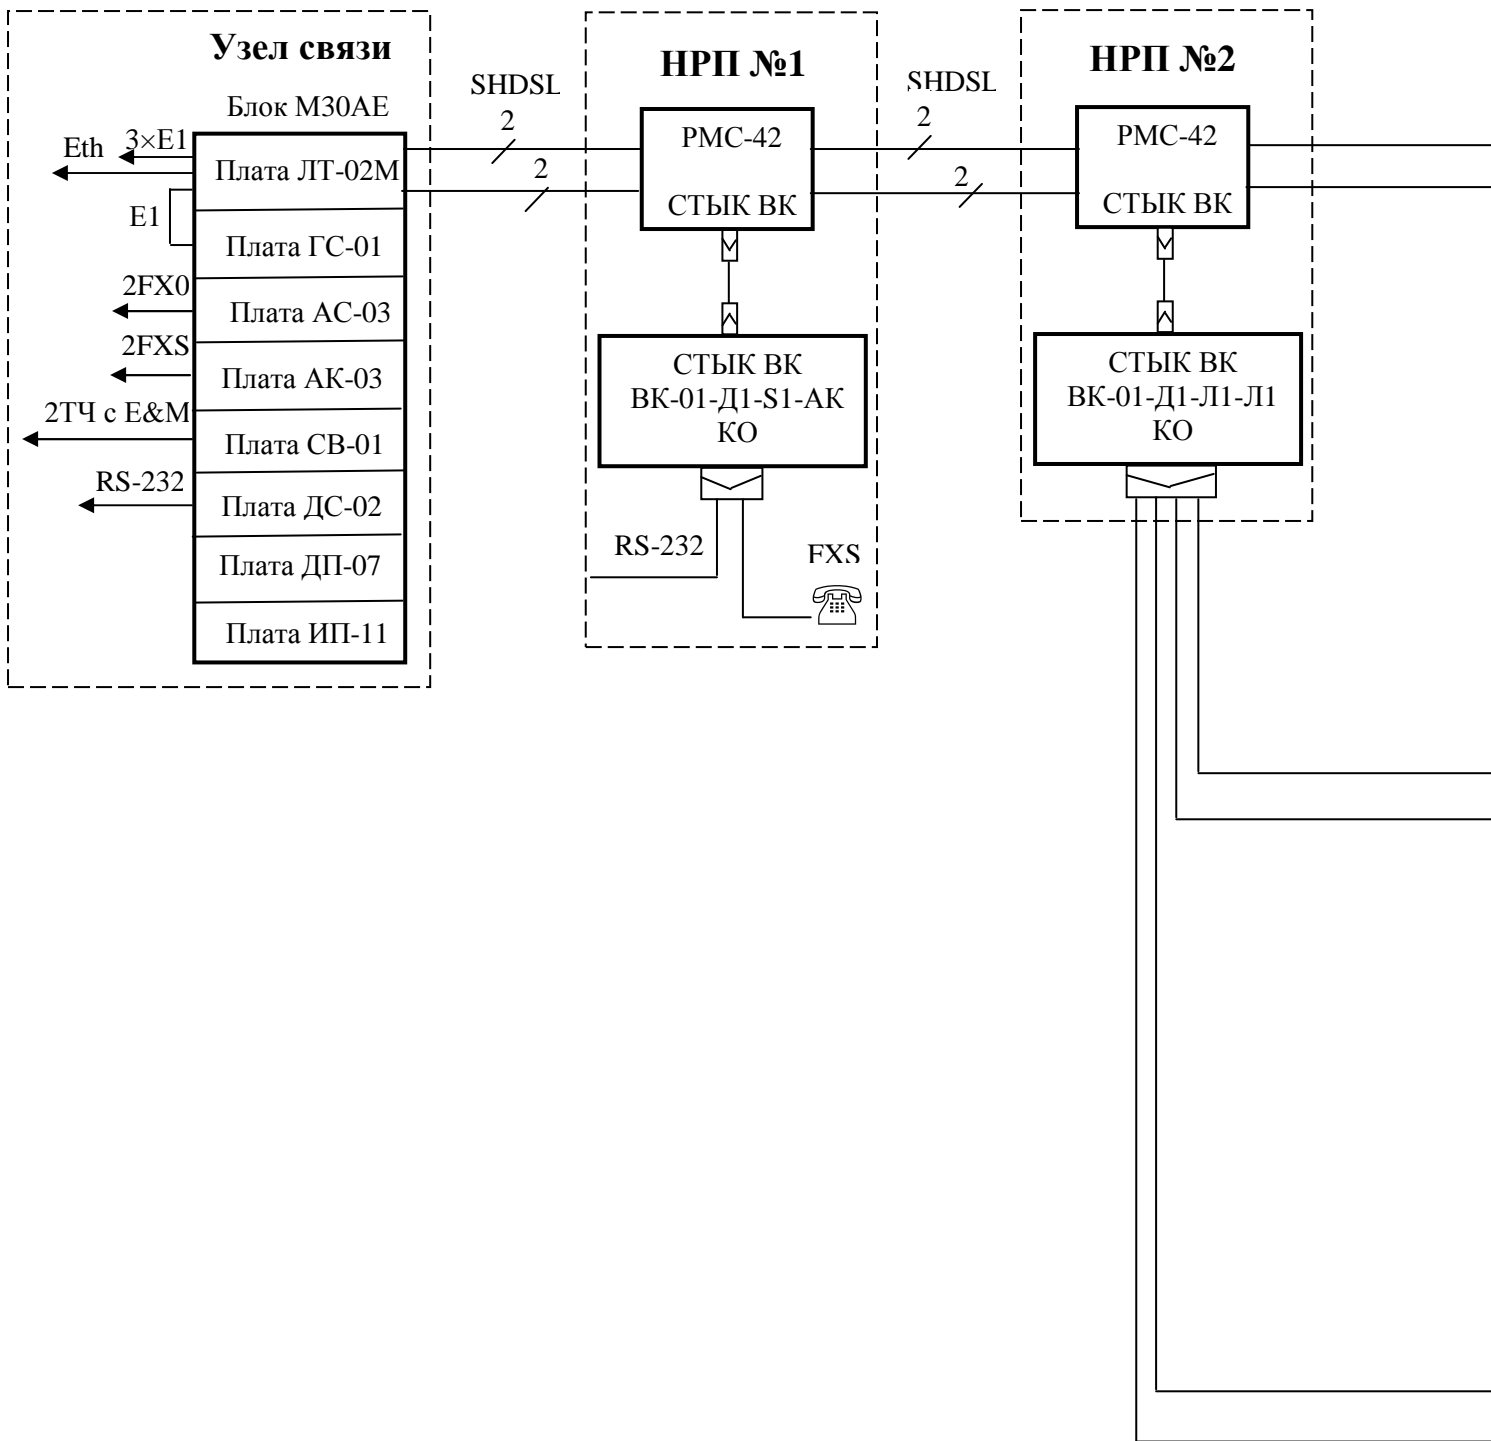 Узел связи
Блок М30АЕ
Eth
3×E1
Плата ЛТ-02М
E1
Плата ГС-01
2FX0
Плата АС-03
2FXS
Плата АК-03
2ТЧ с E&M
Плата СВ-01
RS-232
Плата ДС-02
Плата ДП-07
Плата ИП-11
SHDSL
2
2
НРП №1
РМС-42
СТЫК ВК
СТЫК ВК
ВК-01-Д1-S1-АК
КО
RS-232
FXS
SHDSL
2
2
НРП №2
РМС-42
СТЫК ВК
СТЫК ВК
ВК-01-Д1-Л1-Л1
КО